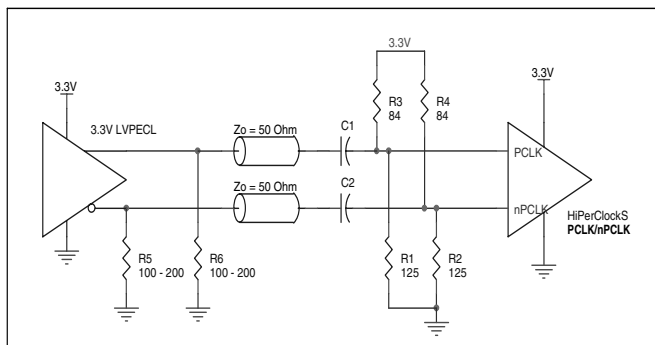 3.3V
3.3V
3.3V
R3
84
R4
84
3.3V LVPECL
Zo = 50 Ohm
C1
PCLK
Zo = 50 Ohm
C2
nPCLK
HiPerClockS
PCLK/nPCLK
R5
100 - 200
R6
100 - 200
R1
125
R2
125